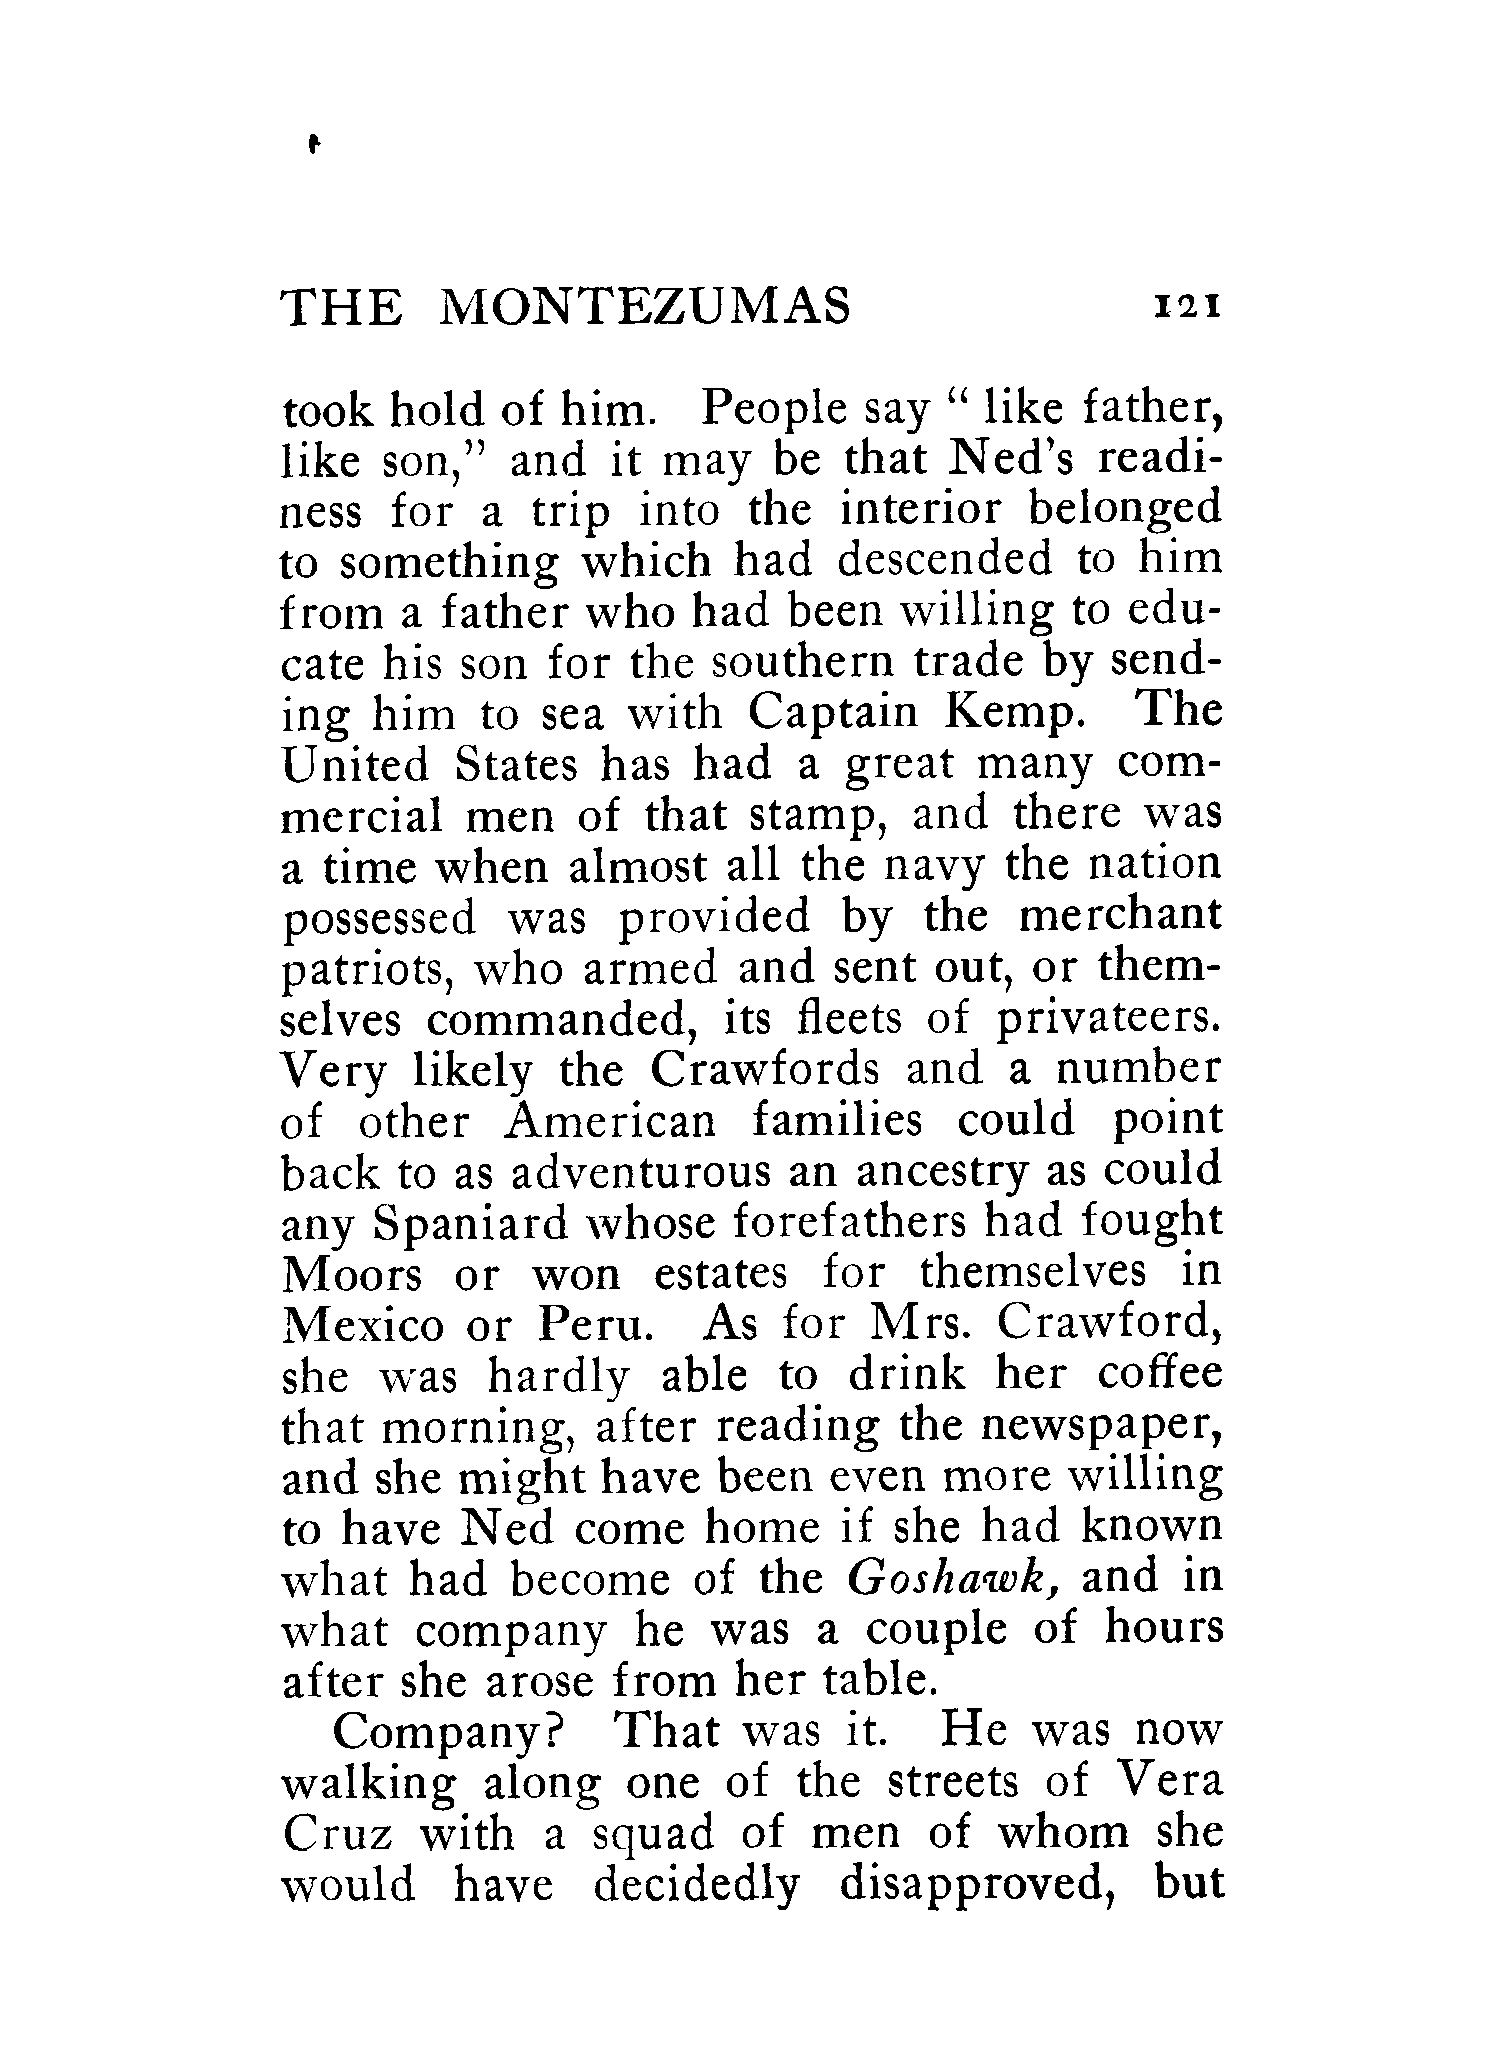 THE MONTEZUMAS 121
took hold of him. People say “ like father,
like son,” and it may be that Ned’s readi-
ness for a trip into the interior belonged
to something which had descended to him
from a father who had been willing to edu-
cate his son for the southern trade by send-
ing him to sea with Captain Kemp. The
United States has had a great many com-
mercial men of that stamp, and there was
a time when almost all the navy the nation
possessed was provided by the merchant
patriots, who armed and sent out, or them-
selves commanded, its fleets of privateers.
Very likely the Crawfords and a number
of other American families could point
back to as adventurous an ancestry as could
any Spaniard whose forefathers had fought
Moors or won estates for themselves in
Mexico or Peru. As for Mrs. Crawford,
she was hardly able to drink her coffee
that morning, after reading the newspaper,
and she might have been even more willing
to have Ned come home if she had known
what had become of the Goshawk, and in
what company he was a couple of hours
after she arose from her table.
Company? That was it. He was now
walking along one of the streets of Vera
Cruz with a squad of men of whom she
would have decidedly disapproved, but